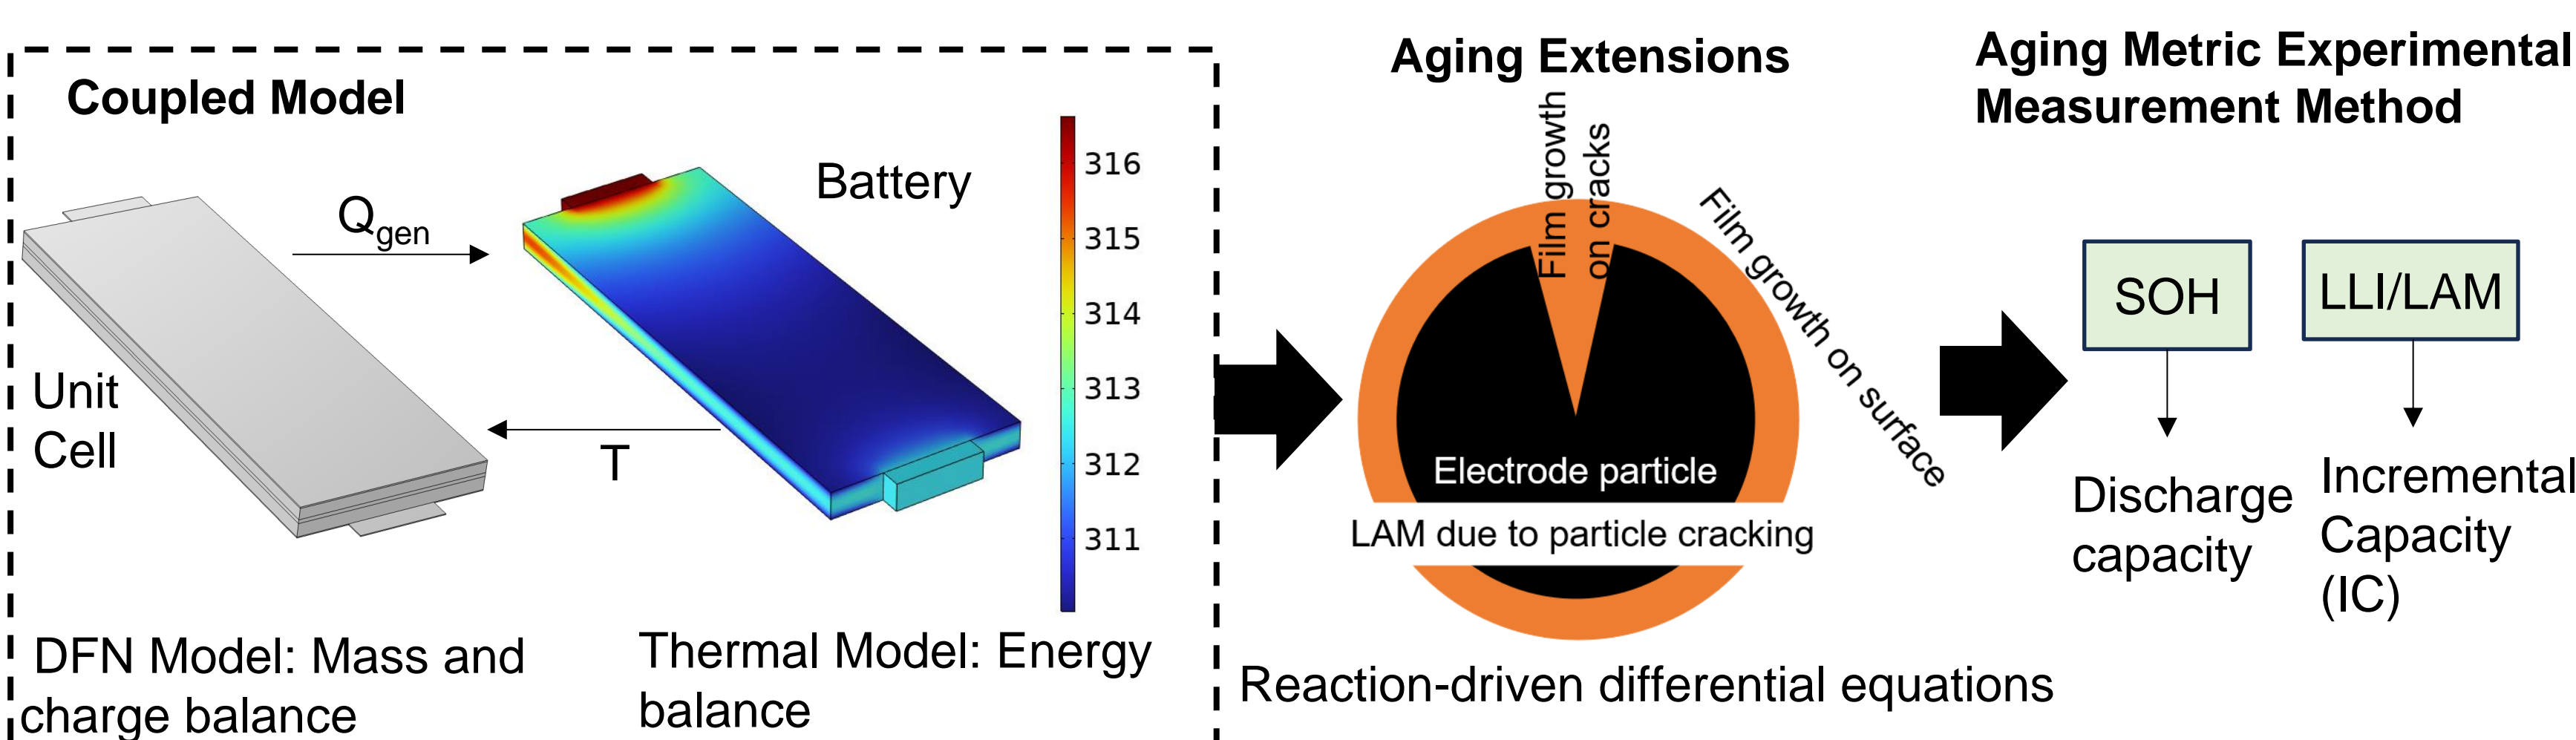 Coupled Model
Q_gen
Battery
Unit
Cell
T
316
315
314
313
312
311
DFN Model: Mass and
charge balance
Thermal Model: Energy
balance
Aging Extensions
Film growth
on cracks
Film growth on surface
Electrode particle
LAM due to particle cracking
Reaction-driven differential equations
Aging Metric Experimental
Measurement Method
SOH
LLI/LAM
Discharge
capacity
Incremental
Capacity
(IC)